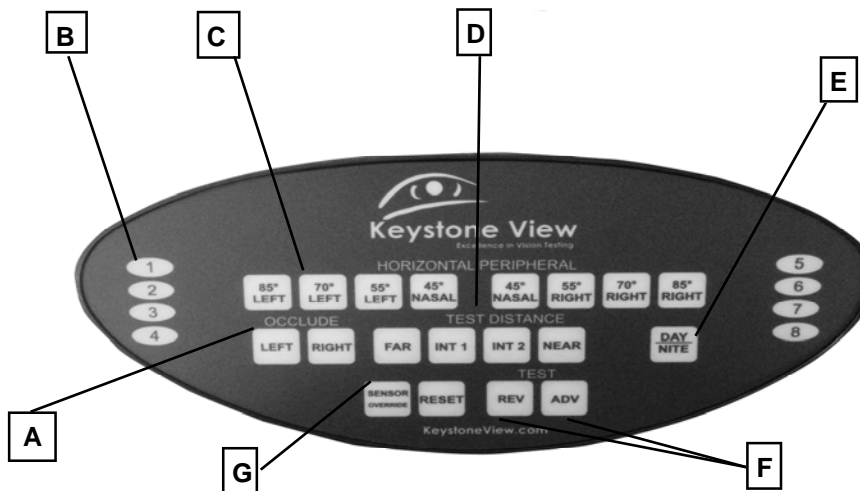 B
C
D
E
Keystone View
Excellence in Vision Testing
HORIZONTAL PERIPHERAL
1
2
3
4
85° LEFT
70° LEFT
55° LEFT
45° NASAL
45° NASAL
55° RIGHT
70° RIGHT
85° RIGHT
5
6
7
8
OCCLUDE
TEST DISTANCE
LEFT
RIGHT
FAR
INT 1
INT 2
NEAR
DAY
NITE
TEST
SENSOR
OVERRIDE
RESET
REV
ADV
KeystoneView.com
A
G
F